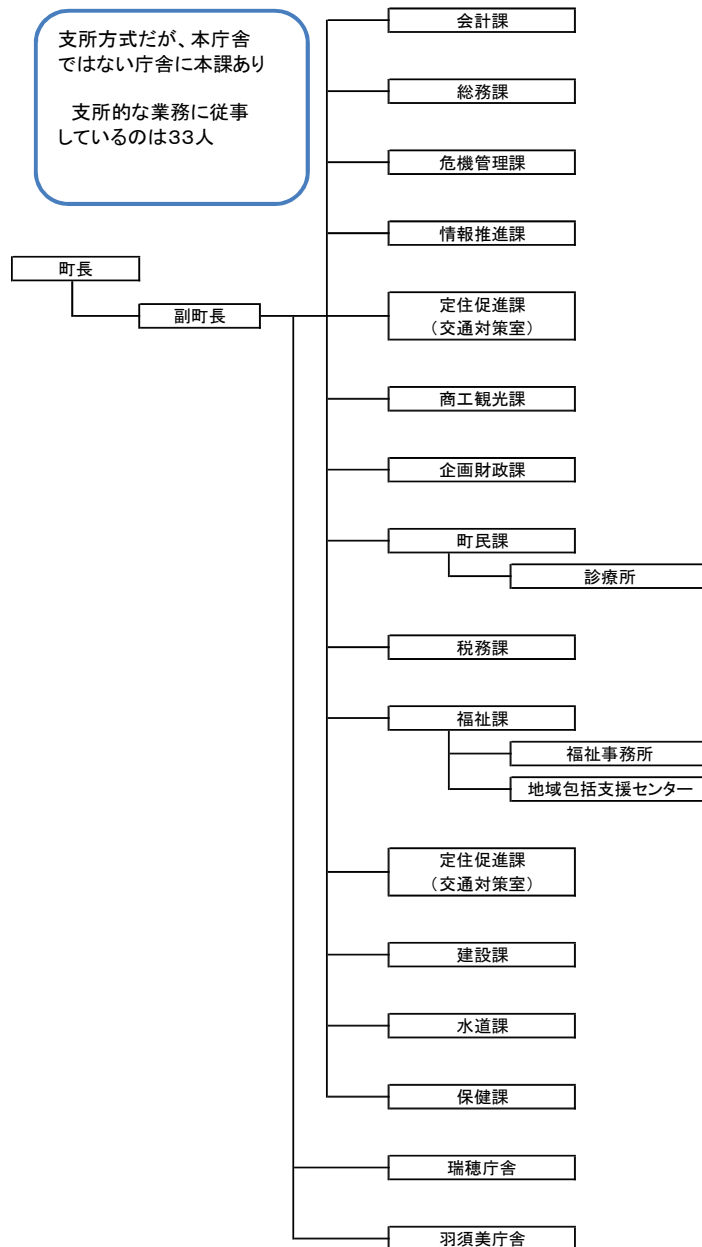 支所方式だが、本庁舎
ではない庁舎に本課あり
支所的な業務に従事
しているのは33人
会計課
総務課
危機管理課
情報推進課
町長
副町長
定住促進課
（交通対策室）
商工観光課
企画財政課
町民課
診療所
税務課
福祉課
福祉事務所
地域包括支援センター
定住促進課
（交通対策室）
建設課
水道課
保健課
瑞穂庁舎
羽須美庁舎